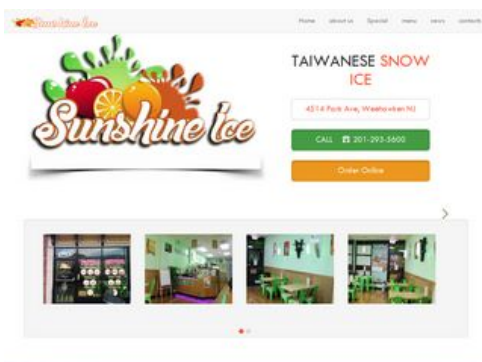 Sunshine Ice
Home about us Special menu news contacts
Sunshine Ice
TAIWANESE SNOW
ICE
4514 Park Ave, Weehawken NJ
CALL 201-293-5600
Order Online